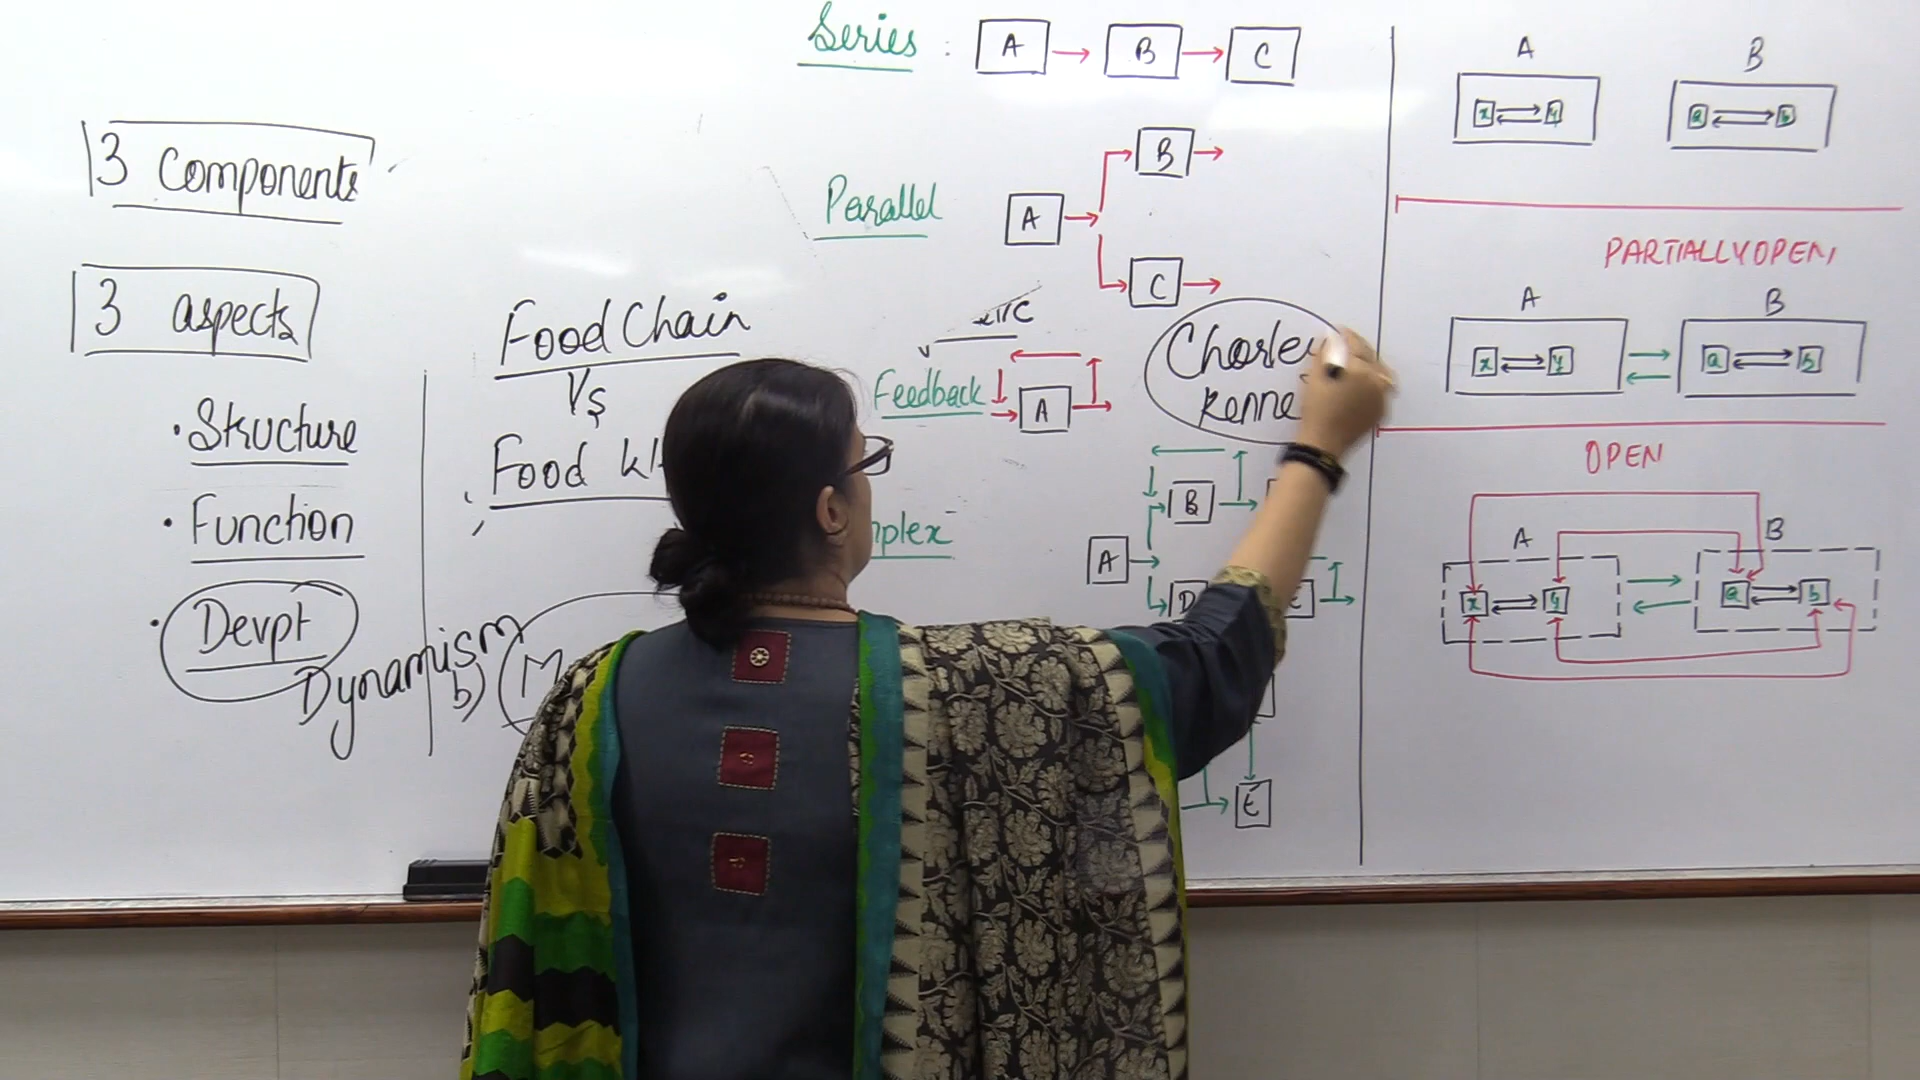 3 components
3 aspects
• Structure
• Function
• Devpt
Dynamism
Food Chain
Vs
Food
b)
Series : A B C
Parallel
A
B
C
Feedback
A
Chorley
Kenne
A
B
D
E
A B
x y a b
PARTIALLY OPEN
A B
x y a b
OPEN
A B
x y a b